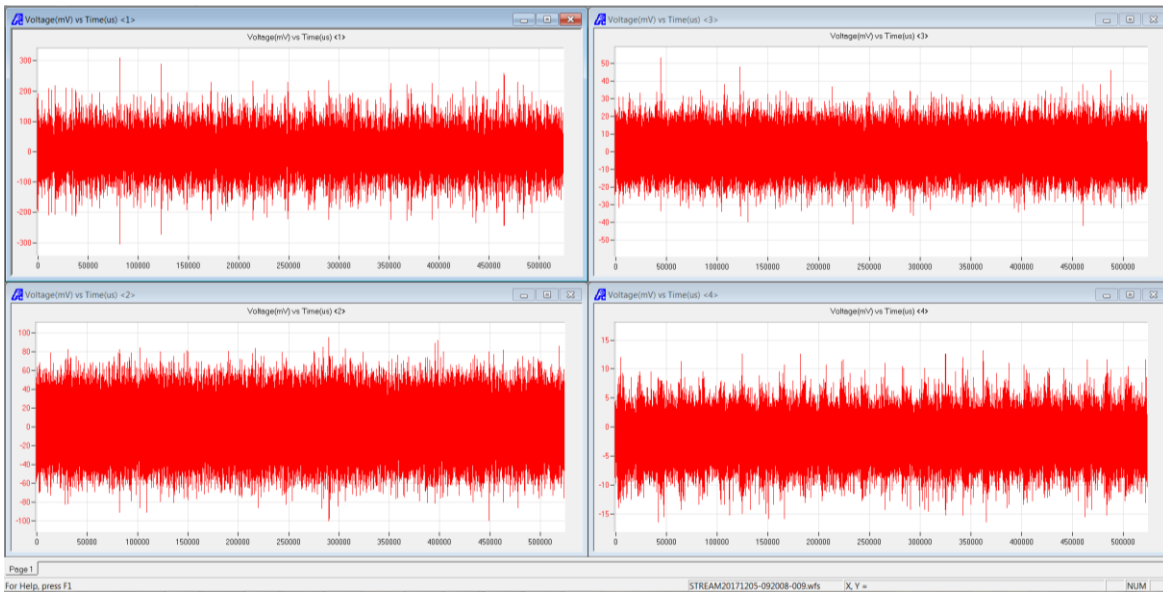 Voltage(mV) vs Time(us) <1>
Voltage(mV) vs Time(us) <1>
300
200
100
0
-100
-200
-300
0 50000 100000 150000 200000 250000 300000 350000 400000 450000 500000
Voltage(mV) vs Time(us) <3>
Voltage(mV) vs Time(us) <3>
50
40
30
20
10
0
-10
-20
-30
-40
-50
0 50000 100000 150000 200000 250000 300000 350000 400000 450000 500000
Voltage(mV) vs Time(us) <2>
Voltage(mV) vs Time(us) <2>
100
80
60
40
20
0
-20
-40
-60
-80
-100
0 50000 100000 150000 200000 250000 300000 350000 400000 450000 500000
Voltage(mV) vs Time(us) <4>
Voltage(mV) vs Time(us) <4>
15
10
5
0
-5
-10
-15
0 50000 100000 150000 200000 250000 300000 350000 400000 450000 500000
Page 1
For Help, press F1 STREAM20171205-092008-009.wfs X, Y = NUM